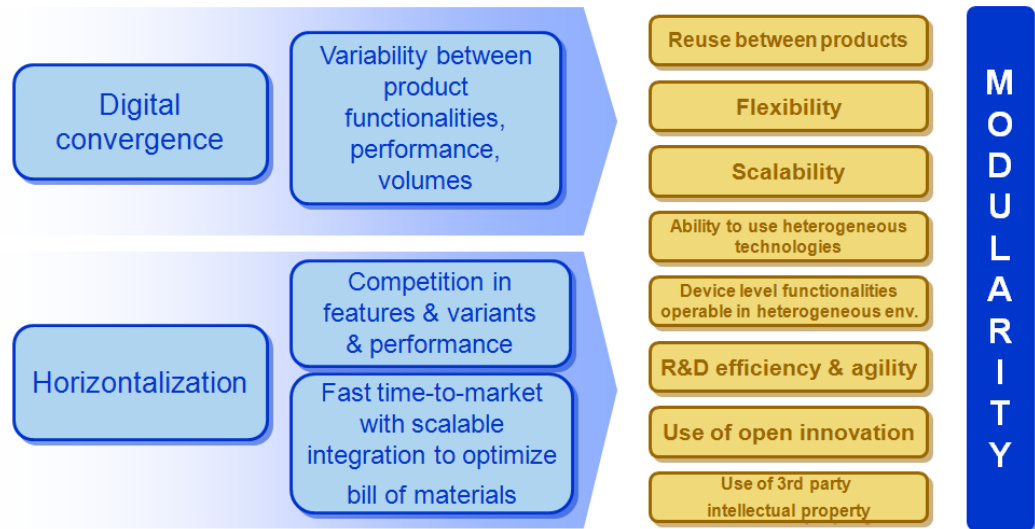 Digital
convergence
Variability between
product
functionalities,
performance,
volumes
Horizontalization
Competition in
features & variants
& performance
Fast time-to-market
with scalable
integration to optimize
bill of materials
Reuse between products
Flexibility
Scalability
Ability to use heterogeneous
technologies
Device level functionalities
operable in heterogeneous env.
R&D efficiency & agility
Use of open innovation
Use of 3rd party
intellectual property
MODULARITY